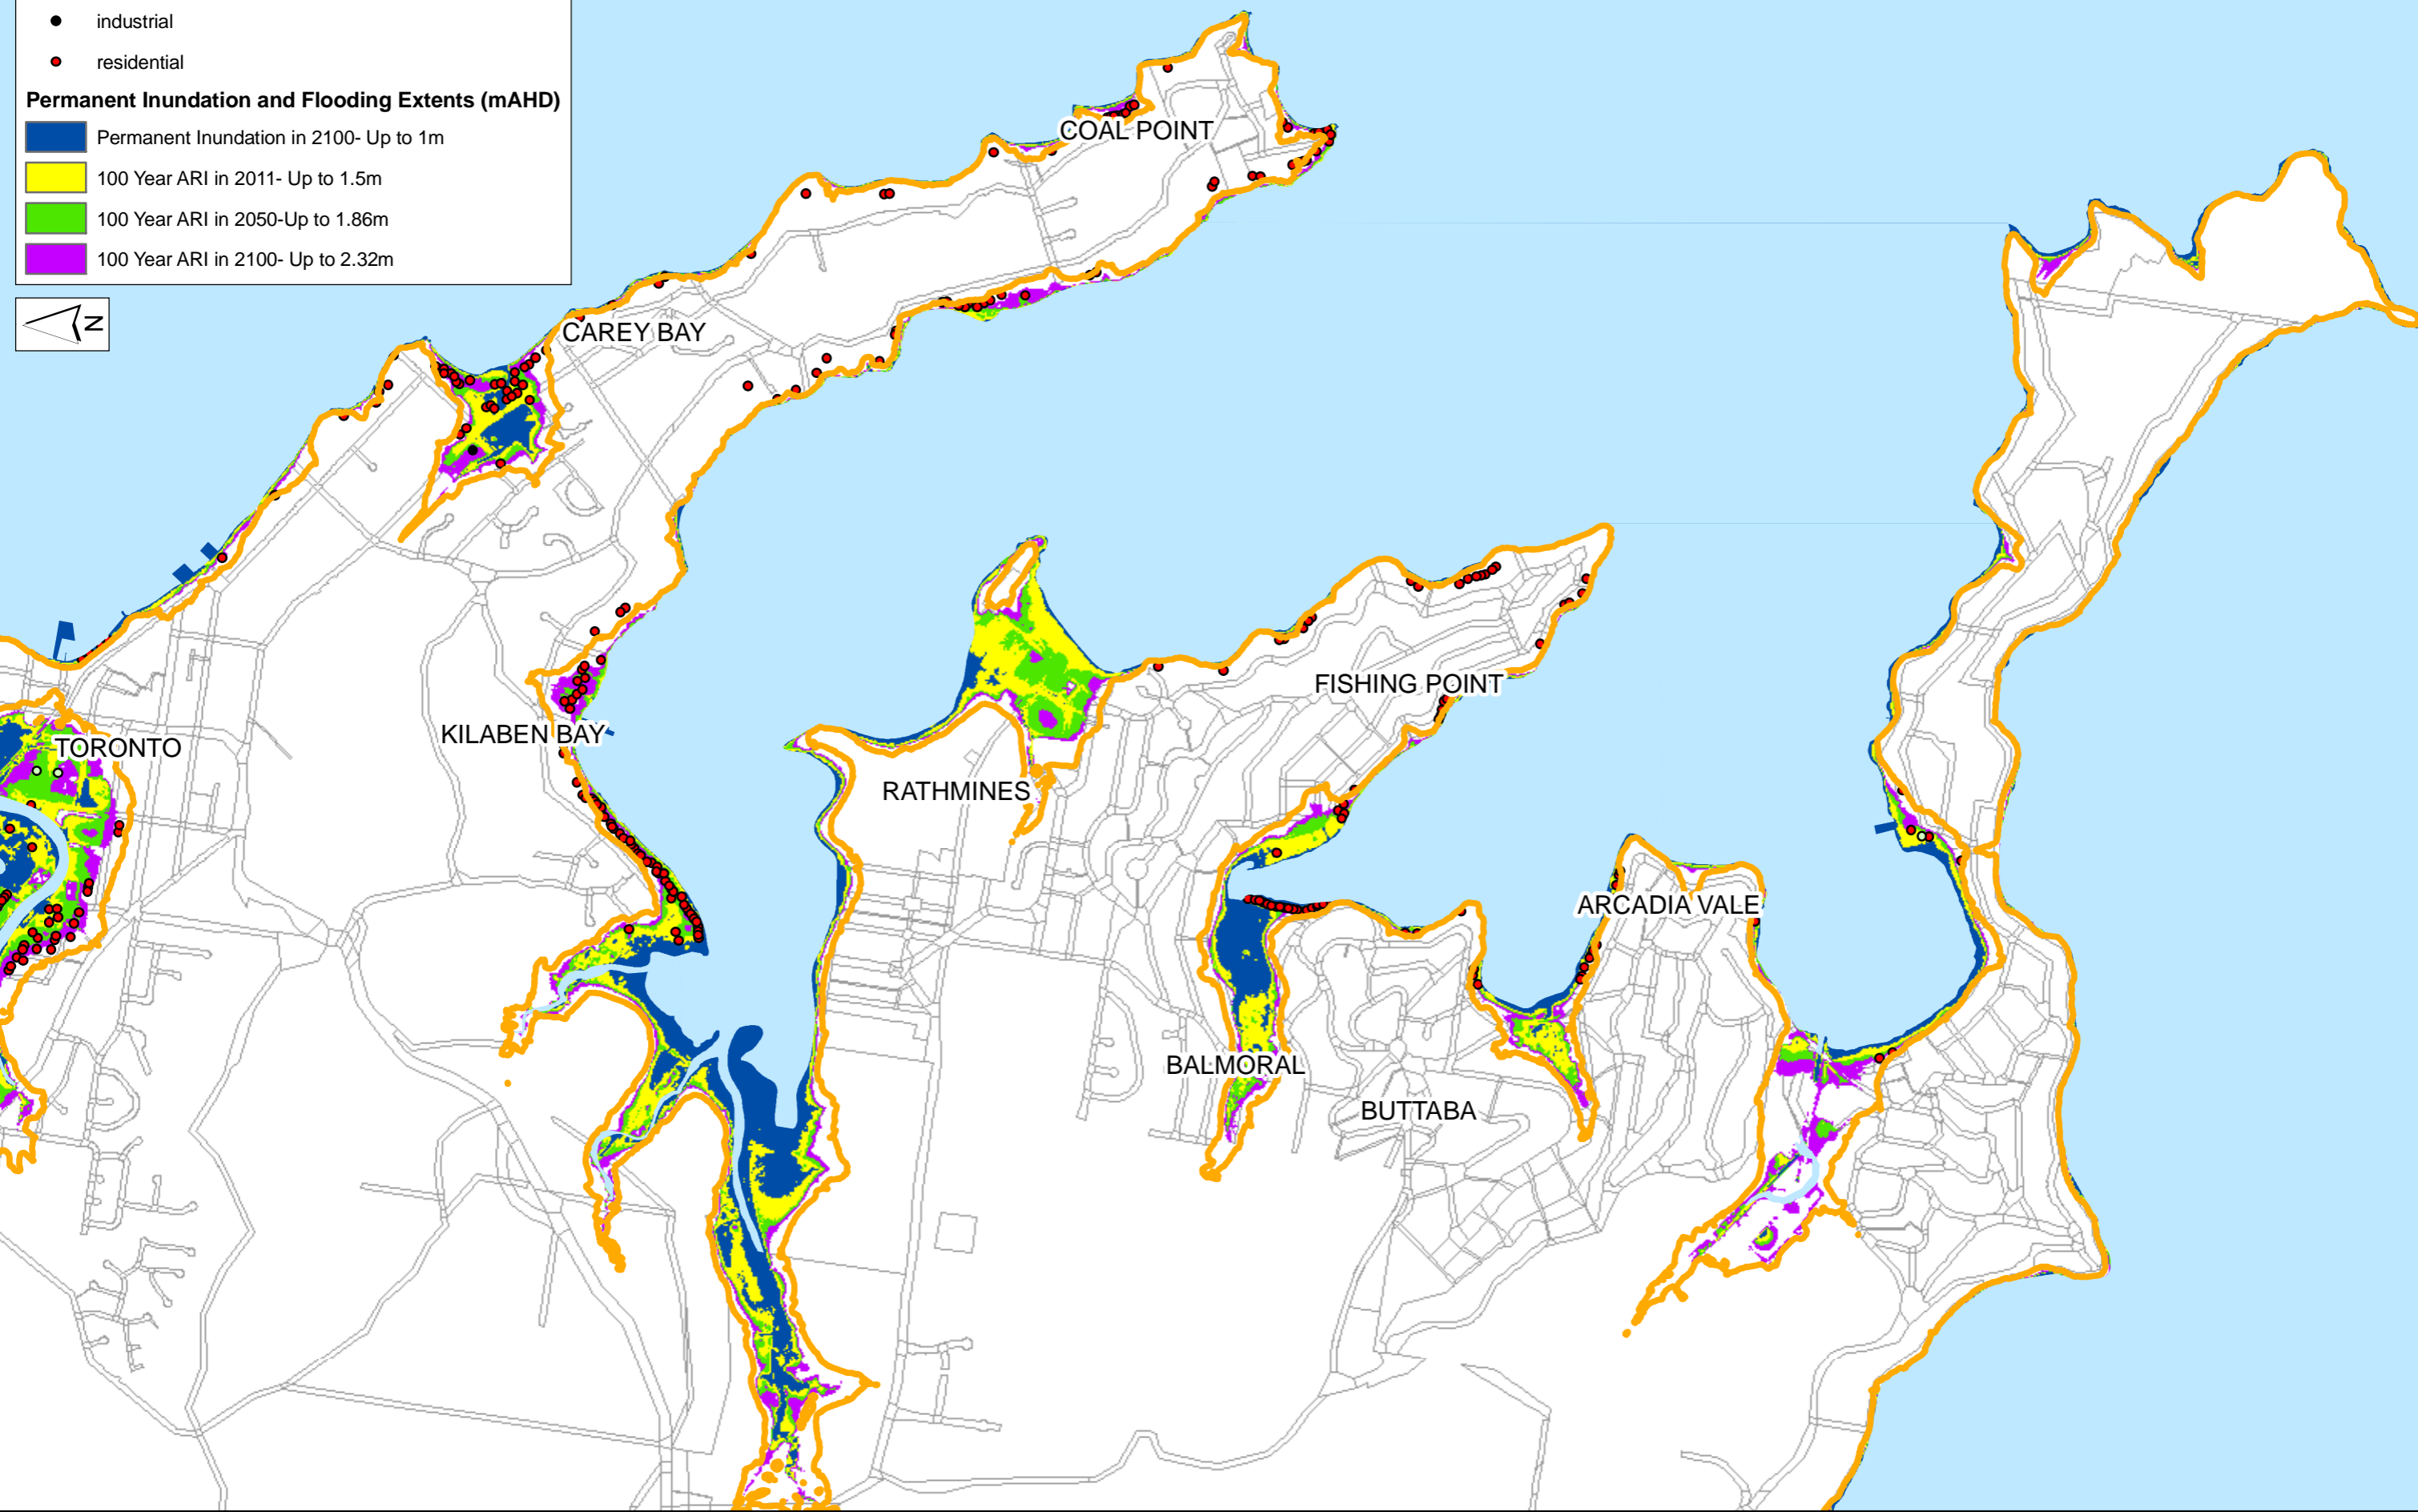 industrial
residential
Permanent Inundation and Flooding Extents (mAHD)
Permanent Inundation in 2100- Up to 1m
100 Year ARI in 2011- Up to 1.5m
100 Year ARI in 2050-Up to 1.86m
100 Year ARI in 2100- Up to 2.32m
N
COAL POINT
CAREY BAY
FISHING POINT
KILABEN BAY
TORONTO
RATHMINES
ARCADIA VALE
BALMORAL
BUTTABA